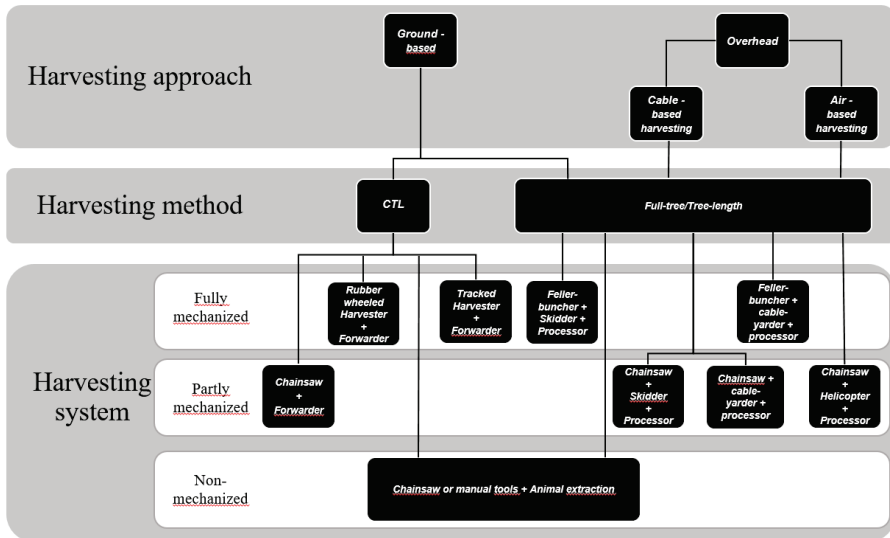 Harvesting approach
Ground -
based
Overhead
Cable -
based
harvesting
Air -
based
harvesting
Harvesting method
CTL
Full-tree/Tree-length
Harvesting
system
Fully
mechanized
Rubber
wheeled
Harvester
+
Forwarder
Tracked
Harvester
+
Forwarder
Feller-
buncher +
Skidder +
Processor
Feller-
buncher +
cable-
yarder +
processor
Partly
mechanized
Chainsaw
+
Forwarder
Chainsaw
+
Skidder
+
Processor
Chainsaw +
cable-
yarder +
processor
Chainsaw
+
Helicopter
+
Processor
Non-
mechanized
Chainsaw or manual tools + Animal extraction